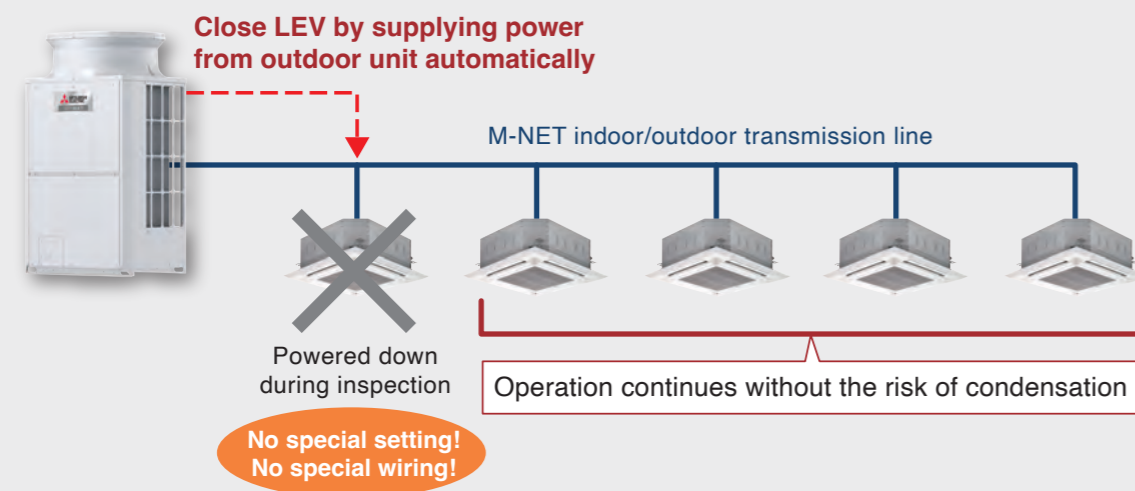 Close LEV by supplying power
from outdoor unit automatically
M-NET indoor/outdoor transmission line
Powered down
during inspection
Operation continues without the risk of condensation
No special setting!
No special wiring!